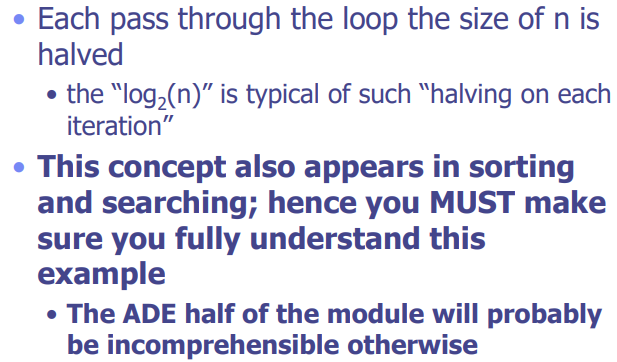 • Each pass through the loop the size of n is
halved
• the “log₂(n)” is typical of such “halving on each
iteration”
• This concept also appears in sorting
and searching; hence you MUST make
sure you fully understand this
example
• The ADE half of the module will probably
be incomprehensible otherwise